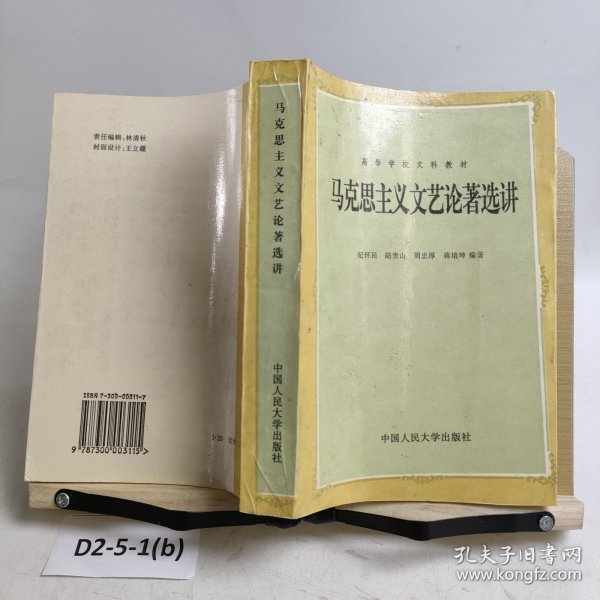 责任编辑：林清秋
封面设计：王立疆
ISBN 7-300-00311-7
9 787300 003115>
马克思主义文艺论著选讲
中国人民大学出版社
高等学校文科教材
马克思主义文艺论著选讲
纪怀民 陆贵山 周忠厚 蒋培坤 编著
中国人民大学出版社
D2-5-1(b)
孔夫子旧书网
www.kongfz.com